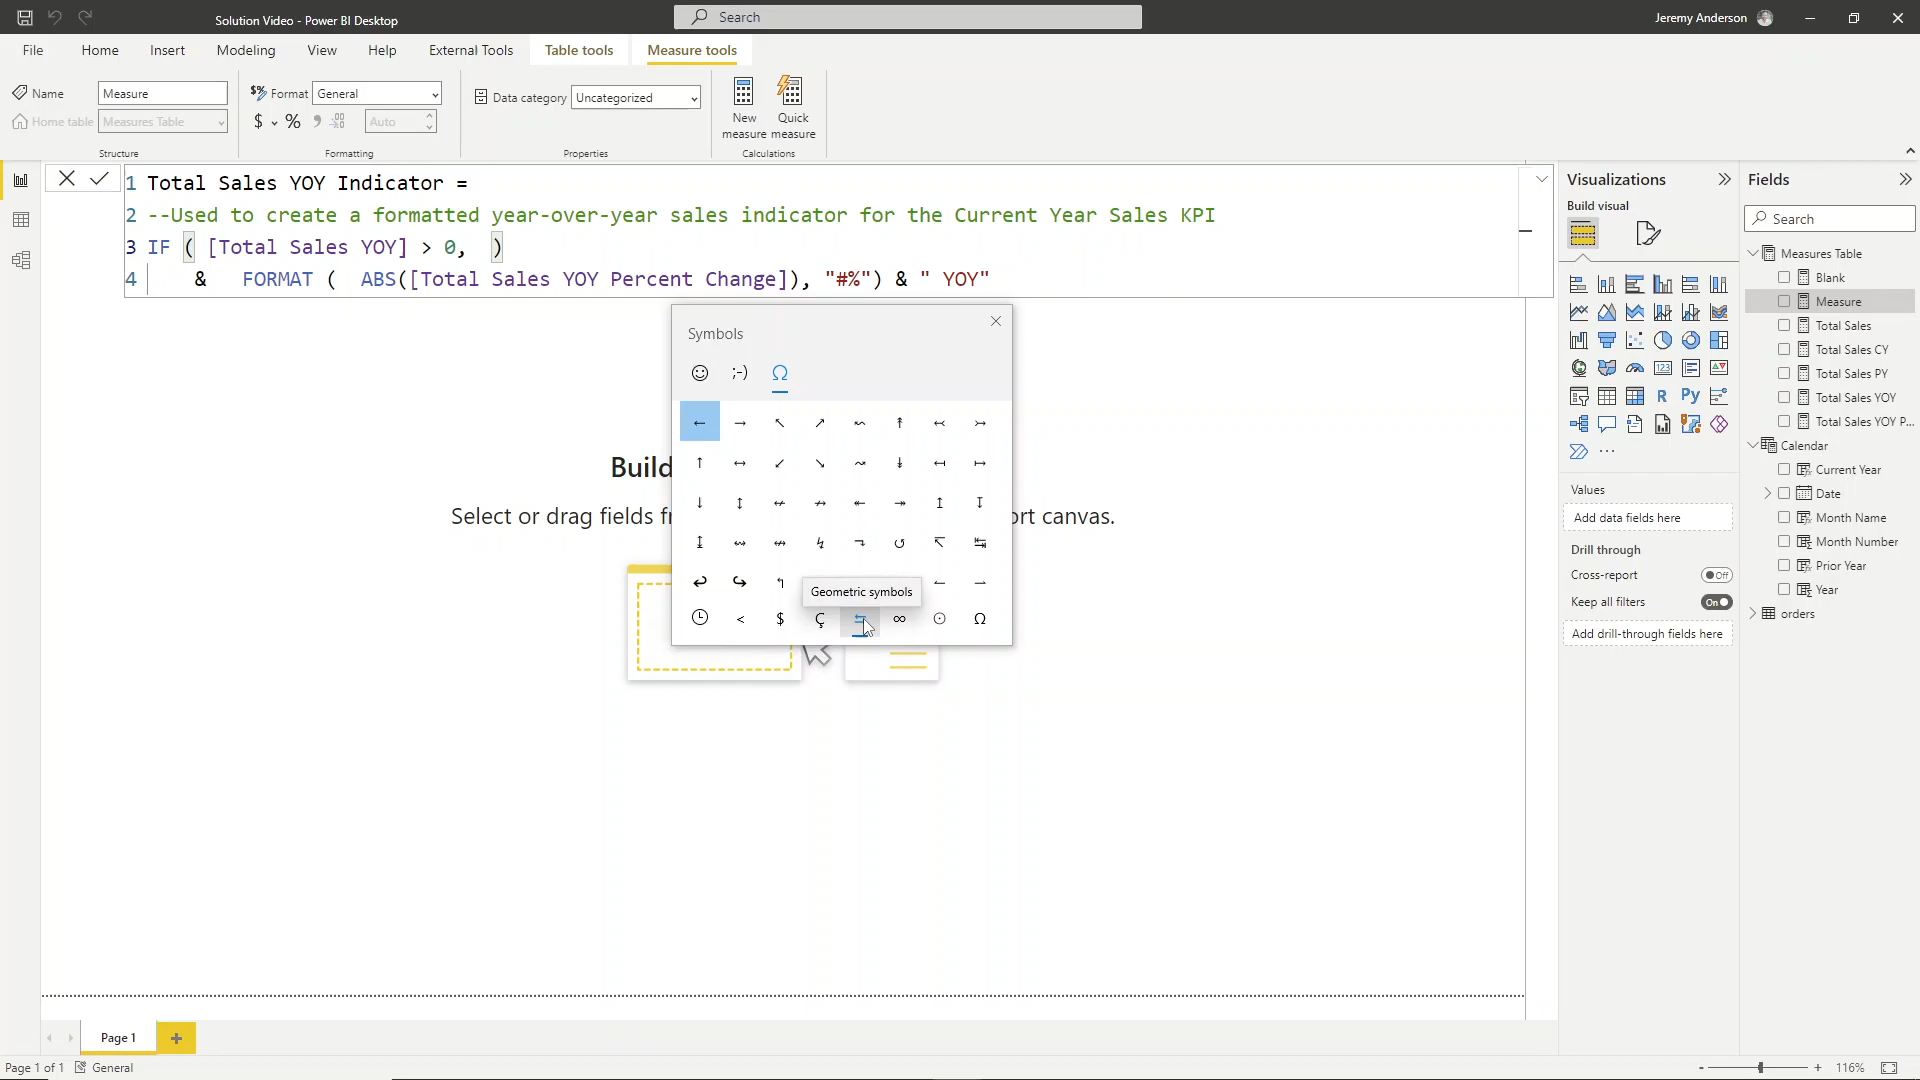 Solution Video - Power BI Desktop
Search
Jeremy Anderson
File
Home
Insert
Modeling
View
Help
External Tools
Table tools
Measure tools
Name
Measure
Home table
Measures Table
Structure
Format
General
$
%
Auto
Formatting
Data category
Uncategorized
Properties
New
measure
Quick
measure
Calculations
1 Total Sales YOY Indicator =
2 --Used to create a formatted year-over-year sales indicator for the Current Year Sales KPI
3 IF ( [Total Sales YOY] > 0, )
4 & FORMAT ( ABS([Total Sales YOY Percent Change]), "#%") & " YOY"
Symbols
;-) Ω
← → ↖ ↗ ↜ ↟ ↢ ↣
↑ ↔ ↙ ↘ ↝ ↡ ↤ ↦
↓ ↕ ↚ ↛ ↞ ↠ ↥ ↧
↨ ↭ ↮ ↯ ↴ ↺ ↸ ↹
↩ ↪ ↰ ↼ ⇀
Geometric symbols
< $ Ç ⇆ ∞ ⊙ Ω
Build
Select or drag fields fr
ort canvas.
Visualizations
Build visual
123
R
Py
...
Values
Add data fields here
Drill through
Cross-report
Off
Keep all filters
On
Add drill-through fields here
Fields
Search
Measures Table
Blank
Measure
Total Sales
Total Sales CY
Total Sales PY
Total Sales YOY
Total Sales YOY P...
Calendar
Current Year
Date
Month Name
Month Number
Prior Year
Year
orders
Page 1
+
Page 1 of 1
General
- + 116%